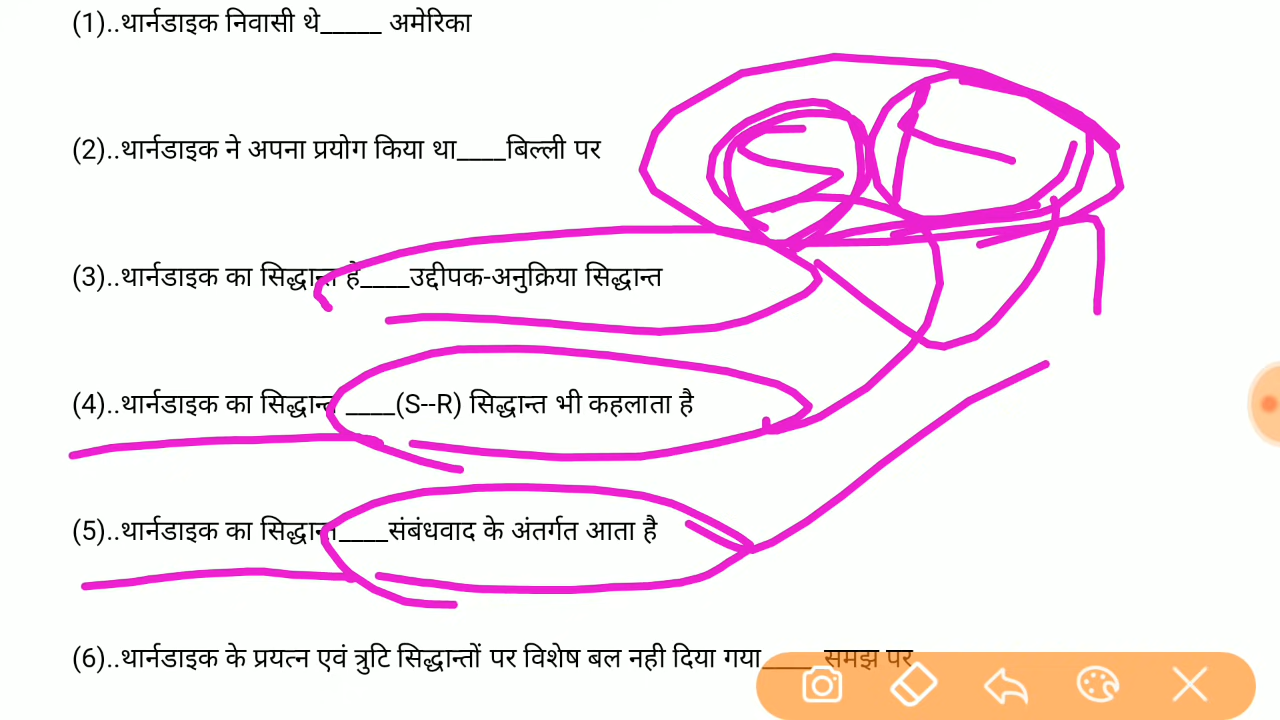 (1)..थार्नडाइक निवासी थे_____ अमेरिका
(2)..थार्नडाइक ने अपना प्रयोग किया था____बिल्ली पर
(3)..थार्नडाइक का सिद्धान्त है____उद्दीपक-अनुक्रिया सिद्धान्त
(4)..थार्नडाइक का सिद्धान्त ____(S--R) सिद्धान्त भी कहलाता है
(5)..थार्नडाइक का सिद्धान्त____संबंधवाद के अंतर्गत आता है
(6)..थार्नडाइक के प्रयत्न एवं त्रुटि सिद्धान्तों पर विशेष बल नही दिया गया____ समझ पर